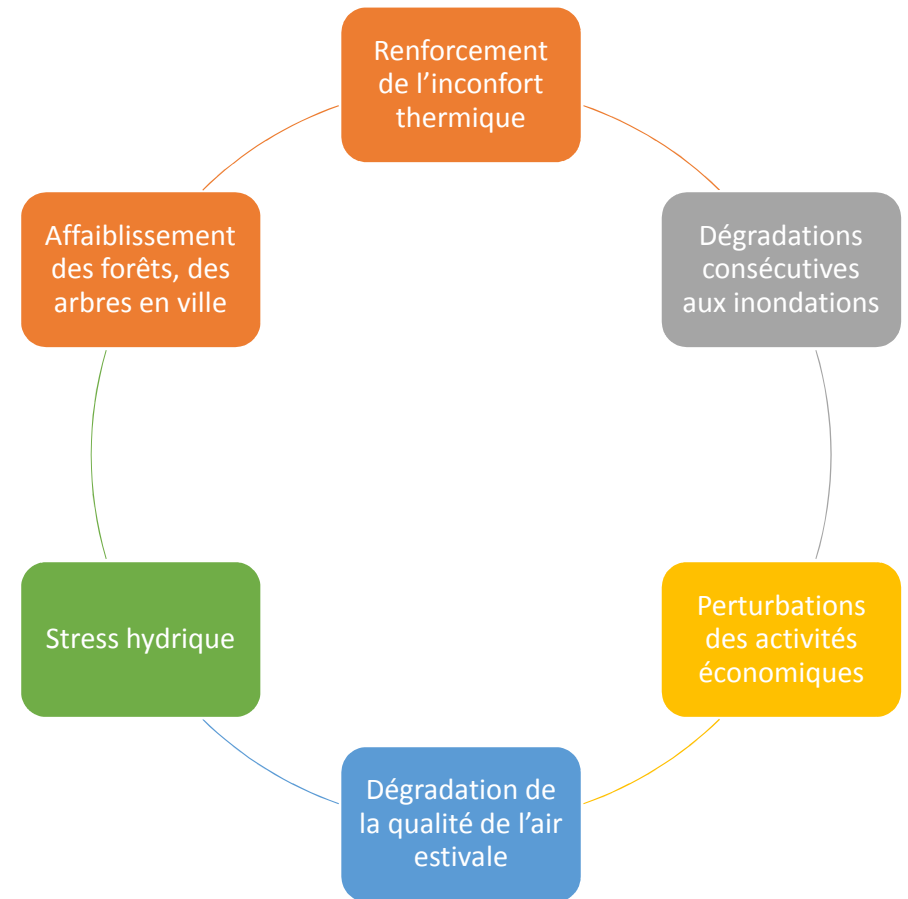 Renforcement
de l’inconfort
thermique
Dégradations
consécutives
aux inondations
Perturbations
des activités
économiques
Dégradation de
la qualité de l’air
estivale
Stress hydrique
Affaiblissement
des forêts, des
arbres en ville